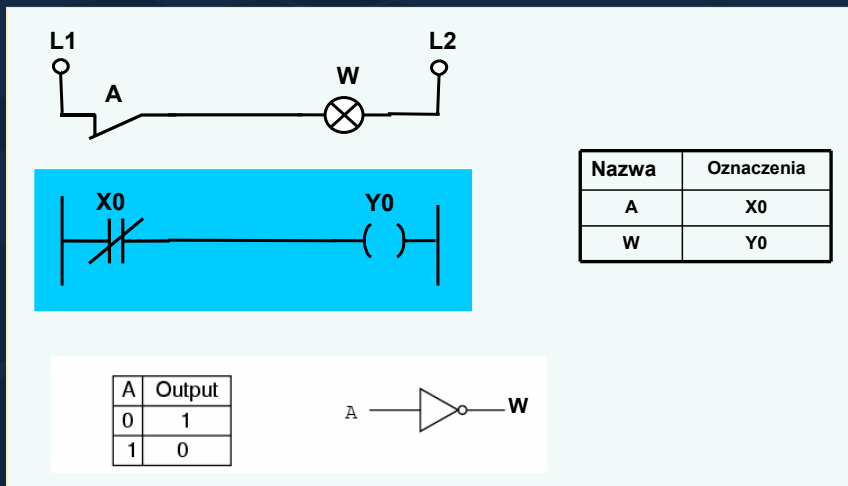 L1 L2
A W
X0 Y0
Nazwa Oznaczenia
A X0
W Y0
A Output
0 1
1 0
A W